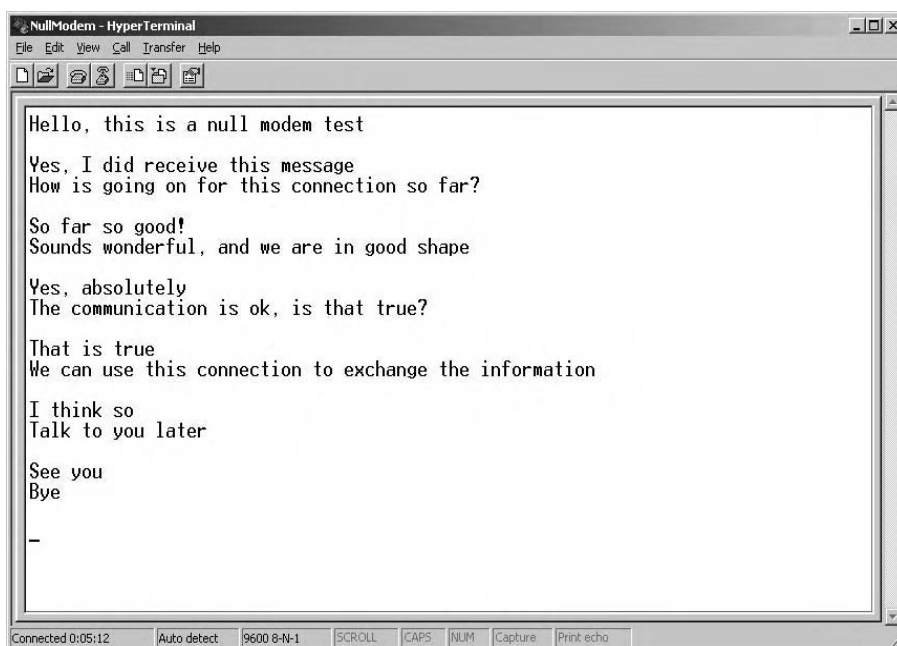 NullModem - HyperTerminal
File Edit View Call Transfer Help
Hello, this is a null modem test
Yes, I did receive this message
How is going on for this connection so far?
So far so good!
Sounds wonderful, and we are in good shape
Yes, absolutely
The communication is ok, is that true?
That is true
We can use this connection to exchange the information
I think so
Talk to you later
See you
Bye
Connected 0:05:12 Auto detect 9600 8-N-1 SCROLL CAPS NUM Capture Print echo